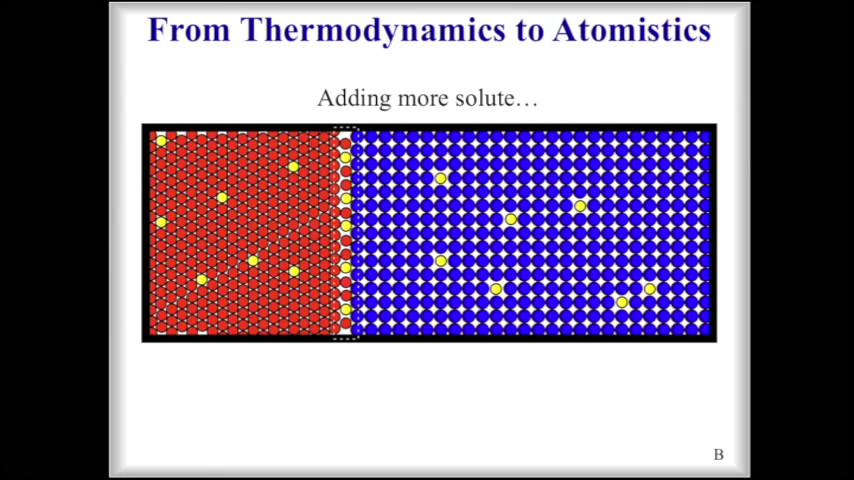 From Thermodynamics to Atomistics
Adding more solute…
B